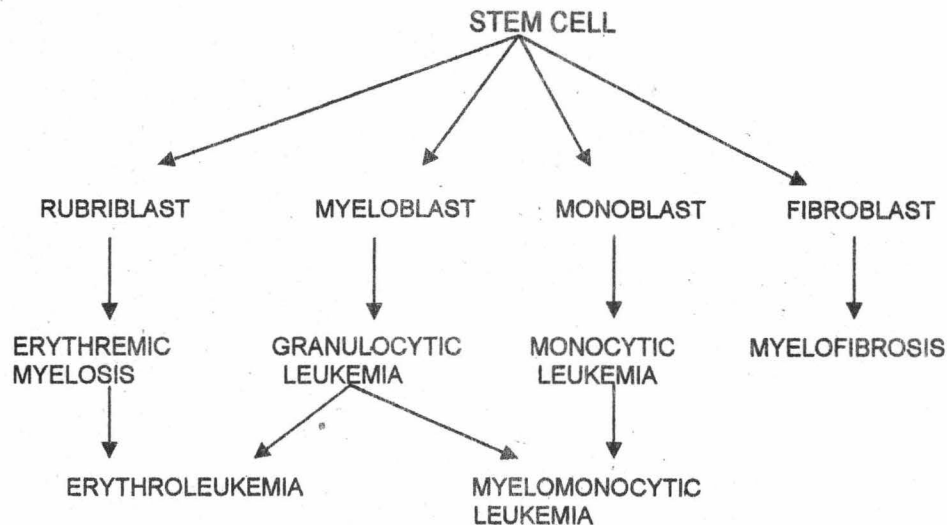 STEM CELL
RUBRIBLAST
MYELOBLAST
MONOBLAST
FIBROBLAST
ERYTHREMIC
MYELOSIS
GRANULOCYTIC
LEUKEMIA
MONOCYTIC
LEUKEMIA
MYELOFIBROSIS
ERYTHROLEUKEMIA
MYELOMONOCYTIC
LEUKEMIA